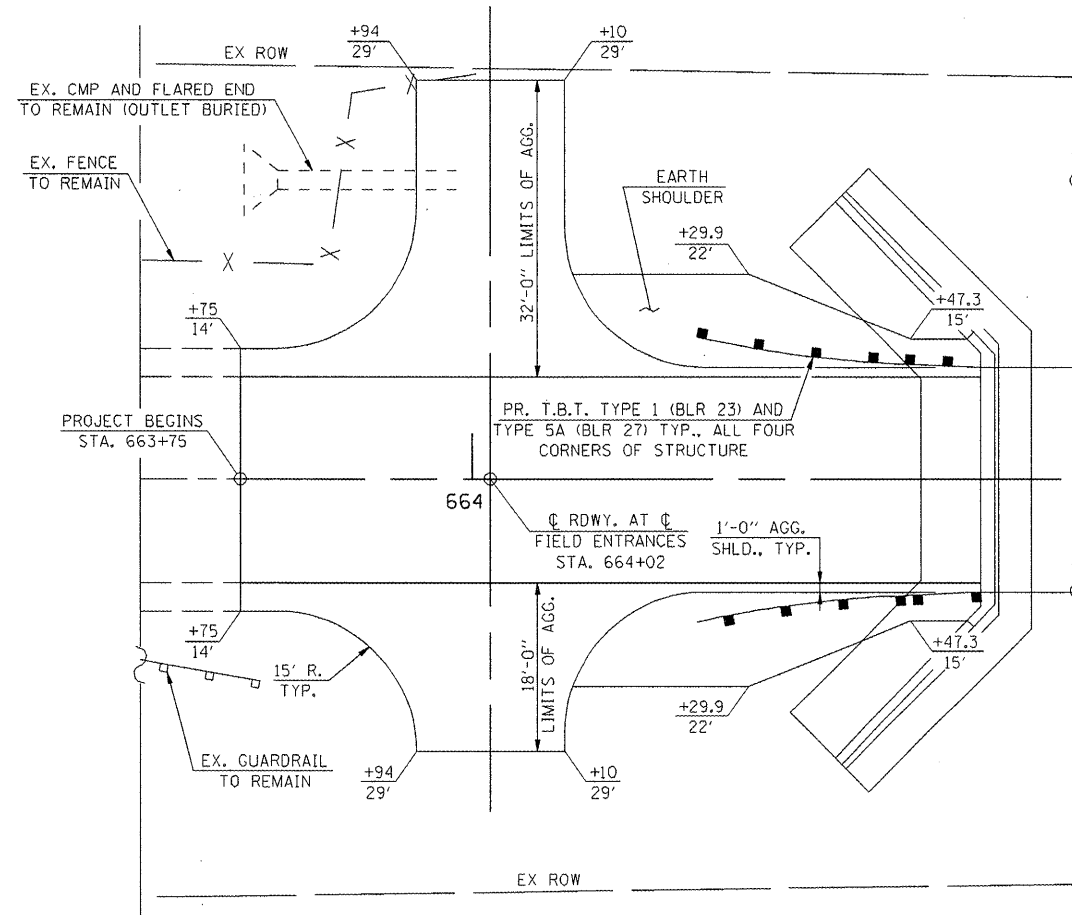 +94
29'
+10
29'
EX ROW
EX. CMP AND FLARED END
TO REMAIN (OUTLET BURIED)
EX. FENCE
TO REMAIN
32'-0" LIMITS OF AGG.
EARTH
SHOULDER
+29.9
22'
+47.3
15'
+75
14'
PROJECT BEGINS
STA. 663+75
PR. T.B.T. TYPE 1 (BLR 23) AND
TYPE 5A (BLR 27) TYP., ALL FOUR
CORNERS OF STRUCTURE
664
℄ RDWY. AT ℄
FIELD ENTRANCES
STA. 664+02
1'-0" AGG.
SHLD., TYP.
+75
14'
15' R.
TYP.
18'-0"
LIMITS OF AGG.
+47.3
15'
+29.9
22'
EX. GUARDRAIL
TO REMAIN
+94
29'
+10
29'
EX ROW